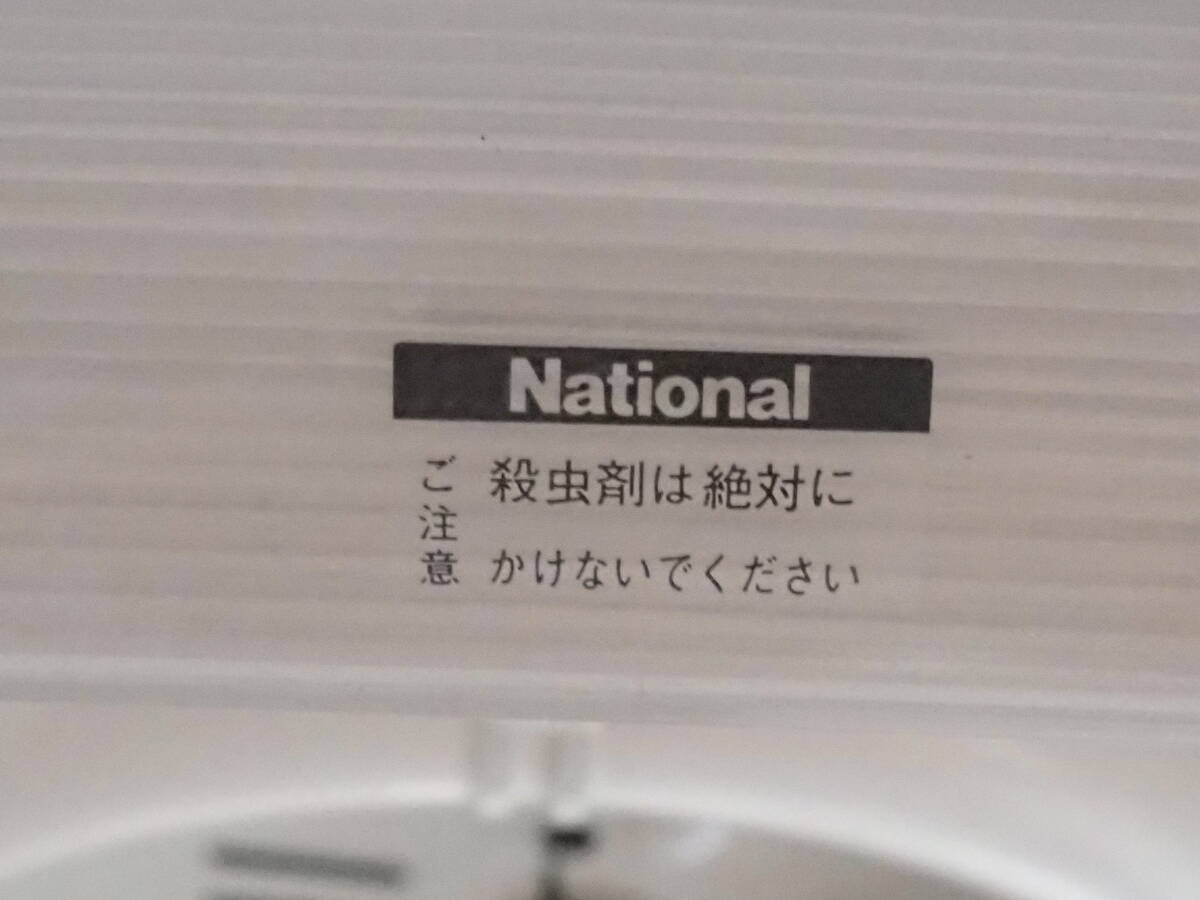 National
ご注意
殺虫剤は絶対に
かけないでください